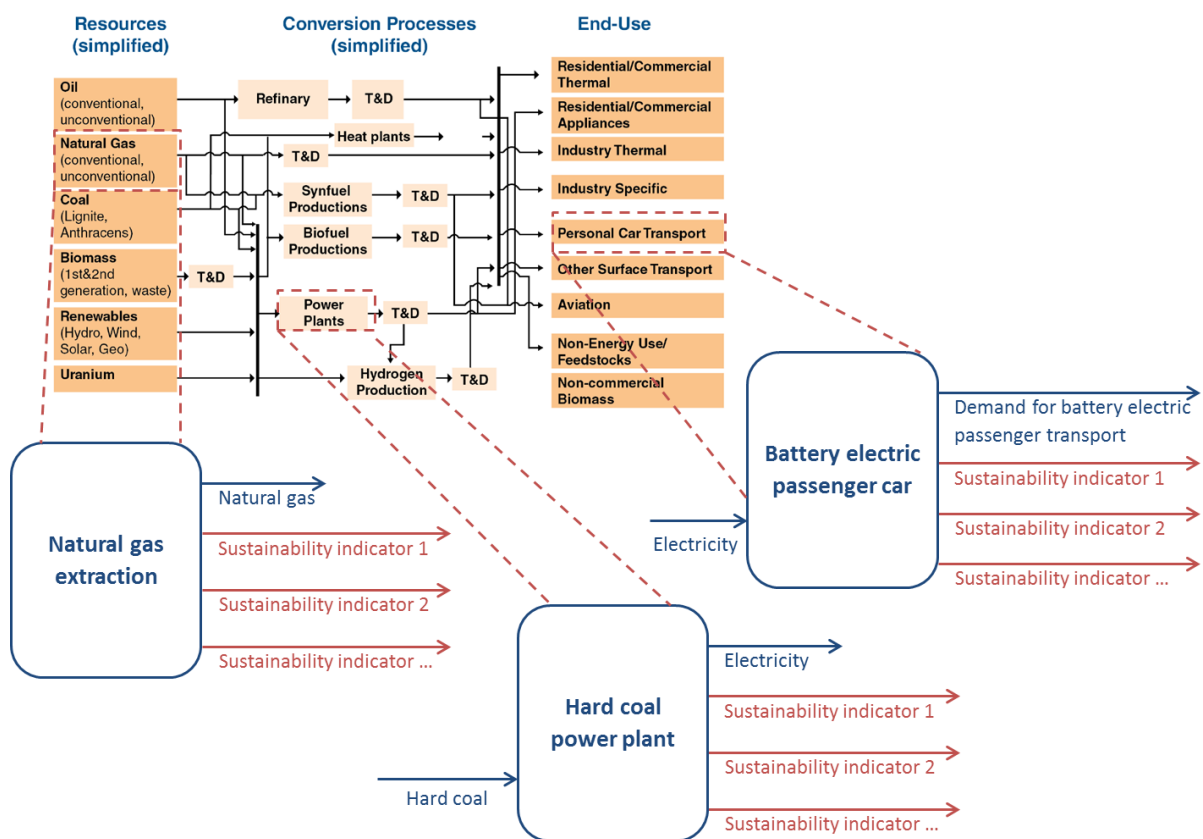 Resources
(simplified)
Conversion Processes
(simplified)
End-Use
Oil
(conventional,
unconventional)
Natural Gas
(conventional,
unconventional)
Coal
(Lignite,
Anthracens)
Biomass
(1st&2nd
generation, waste)
Renewables
(Hydro, Wind,
Solar, Geo)
Uranium
Refinary
T&D
Heat plants
T&D
Synfuel
Productions
T&D
Biofuel
Productions
T&D
T&D
Power
Plants
T&D
Hydrogen
Production
T&D
Residential/Commercial
Thermal
Residential/Commercial
Appliances
Industry Thermal
Industry Specific
Personal Car Transport
Other Surface Transport
Aviation
Non-Energy Use/
Feedstocks
Non-commercial
Biomass
Natural gas
extraction
Natural gas
Sustainability indicator 1
Sustainability indicator 2
Sustainability indicator ...
Hard coal
Hard coal
power plant
Electricity
Sustainability indicator 1
Sustainability indicator 2
Sustainability indicator ...
Electricity
Battery electric
passenger car
Demand for battery electric
passenger transport
Sustainability indicator 1
Sustainability indicator 2
Sustainability indicator ...